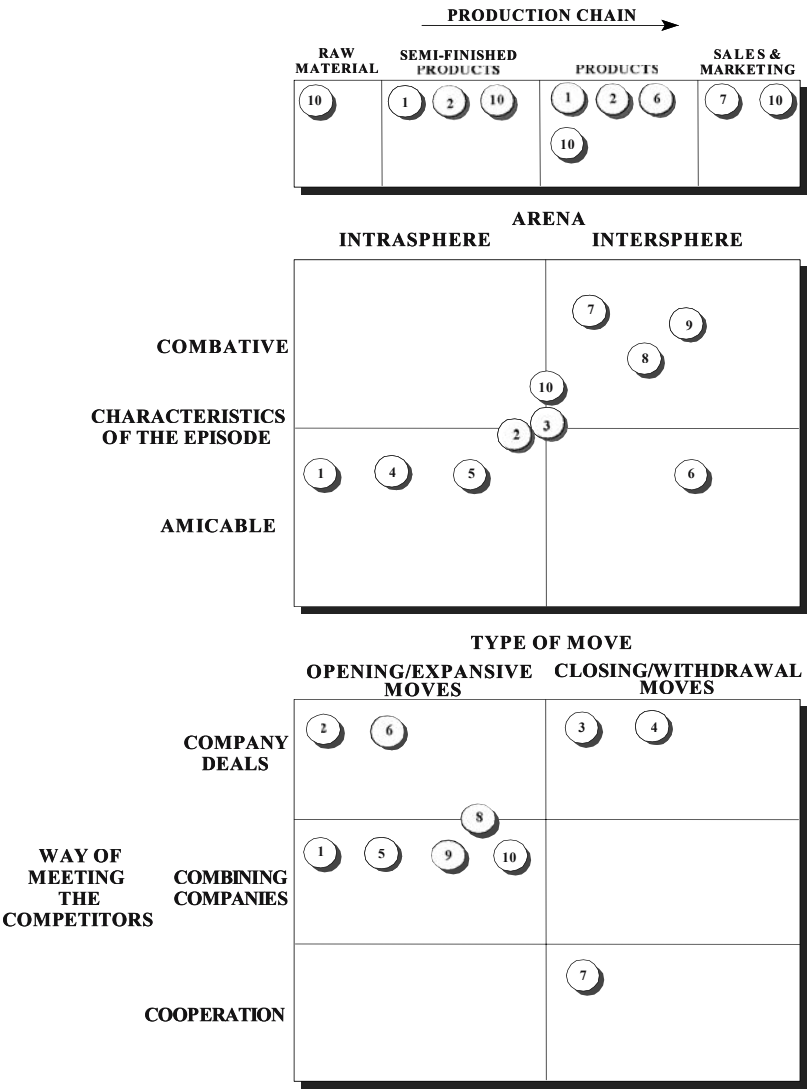 PRODUCTION CHAIN
RAW MATERIAL
SEMI-FINISHED PRODUCTS
PRODUCTS
SALES & MARKETING
10
1 2 10
1 2 6
7 10
10
ARENA
INTRASPHERE INTERSPHERE
7
9
COMBATIVE
8
10
CHARACTERISTICS
OF THE EPISODE
3
2
1 4 5 6
AMICABLE
TYPE OF MOVE
OPENING/EXPANSIVE
MOVES
CLOSING/WITHDRAWAL
MOVES
2 6 3 4
COMPANY
DEALS
8
1 5 9 10
WAY OF
MEETING
THE
COMPETITORS
COMBINING
COMPANIES
7
COOPERATION